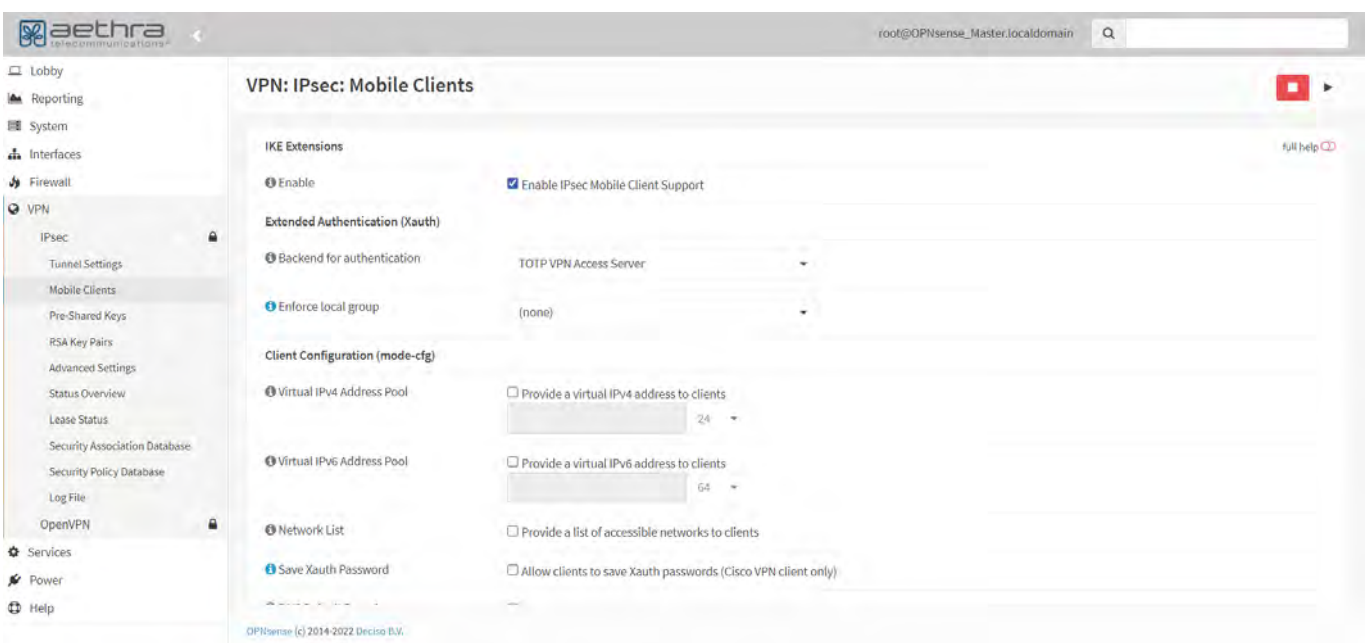 aethra
telecommunications
root@OPNsense_Master.localdomain
Lobby
Reporting
System
Interfaces
Firewall
VPN
IPsec
Tunnel Settings
Mobile Clients
Pre-Shared Keys
RSA Key Pairs
Advanced Settings
Status Overview
Lease Status
Security Association Database
Security Policy Database
Log File
OpenVPN
Services
Power
Help
VPN: IPsec: Mobile Clients
IKE Extensions
full help
Enable
Enable IPsec Mobile Client Support
Extended Authentication (Xauth)
Backend for authentication
TOTP VPN Access Server
Enforce local group
(none)
Client Configuration (mode-cfg)
Virtual IPv4 Address Pool
Provide a virtual IPv4 address to clients
24
Virtual IPv6 Address Pool
Provide a virtual IPv6 address to clients
64
Network List
Provide a list of accessible networks to clients
Save Xauth Password
Allow clients to save Xauth passwords (Cisco VPN client only)
OPNsense (c) 2014-2022 Deciso B.V.